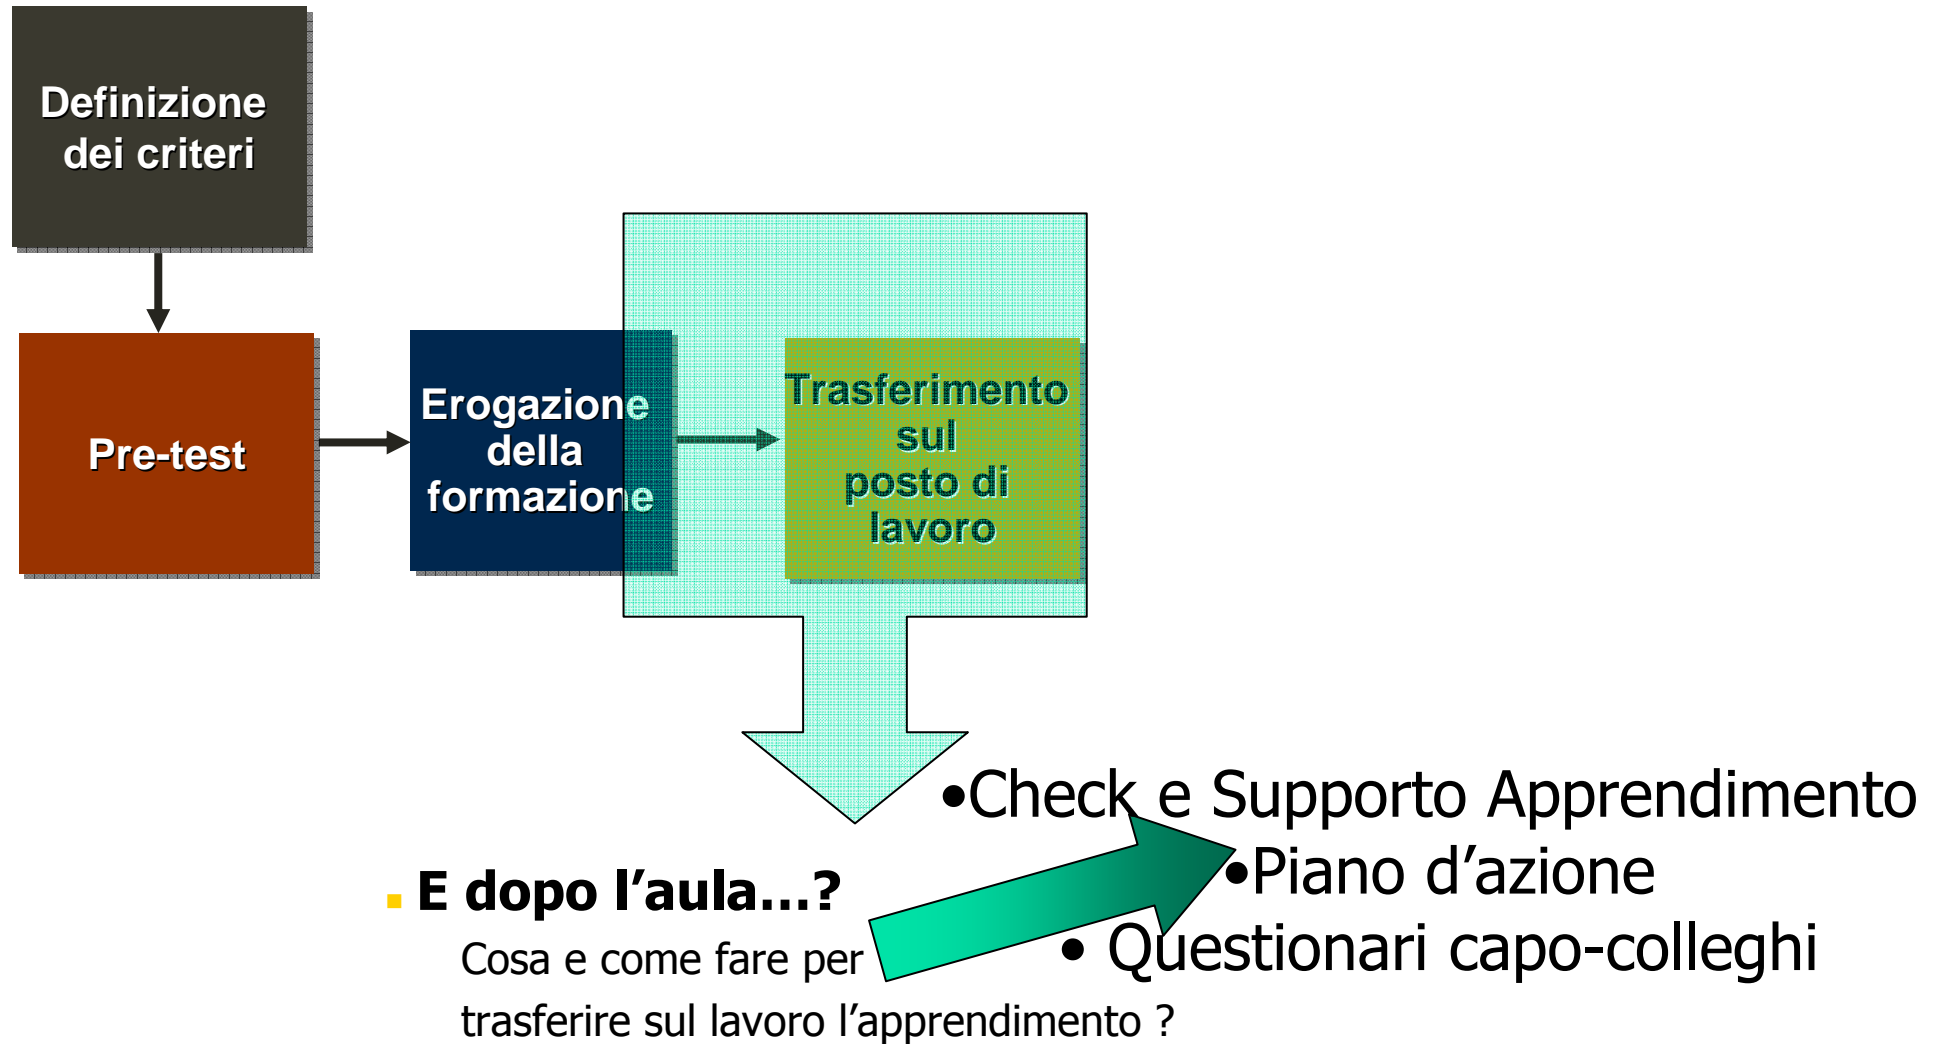 Definizione
dei criteri
Pre-test
Erogazione
della
formazione
Trasferimento
sul
posto di
lavoro
•Check e Supporto Apprendimento
•Piano d’azione
• Questionari capo-colleghi
E dopo l’aula…?
Cosa e come fare per
trasferire sul lavoro l’apprendimento ?